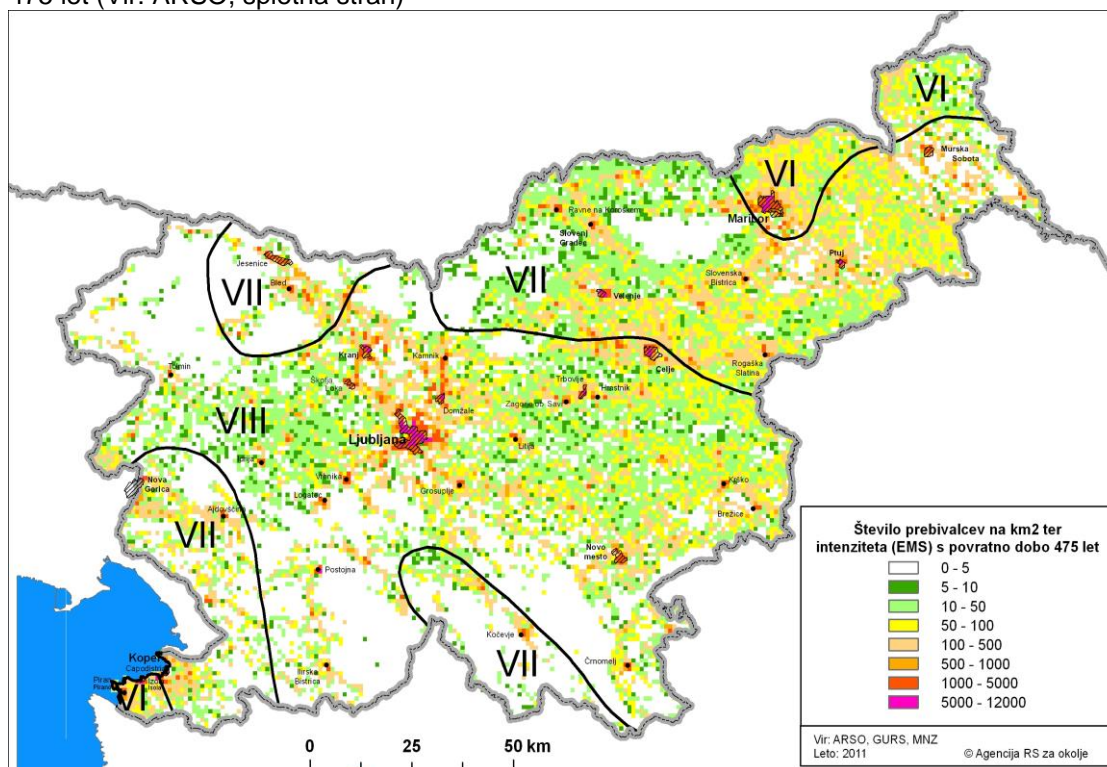 475 let (Vir: ARSO, spletna stran)
VI
Murska
Sobota
VI
Maribor
Ravne na Koroškem
Slovenj
Gradec
Ptuj
Jesenice
Bled
VII
VII
Velenje
Slovenska
Bistrica
Kranj
Kamnik
Celje
Rogaška
Slatina
Tolmin
Škofja
Loka
Trbovlje
Hrastnik
Zagorje ob Savi
Domžale
VIII
Ljubljana
Litija
Idrija
Vrhnika
Nova
Gorica
Logatec
Grosuplje
Krško
Ajdovščina
Brežice
VII
Novo
mesto
Postojna
Kočevje
VII
Črnomelj
Koper
Capodistria
Piran
Pirano
Izola
Isola
VI
Ilirska
Bistrica
0 25 50 km
Število prebivalcev na km2 ter
intenziteta (EMS) s povratno dobo 475 let
0 - 5
5 - 10
10 - 50
50 - 100
100 - 500
500 - 1000
1000 - 5000
5000 - 12000
Vir: ARSO, GURS, MNZ
Leto: 2011 © Agencija RS za okolje